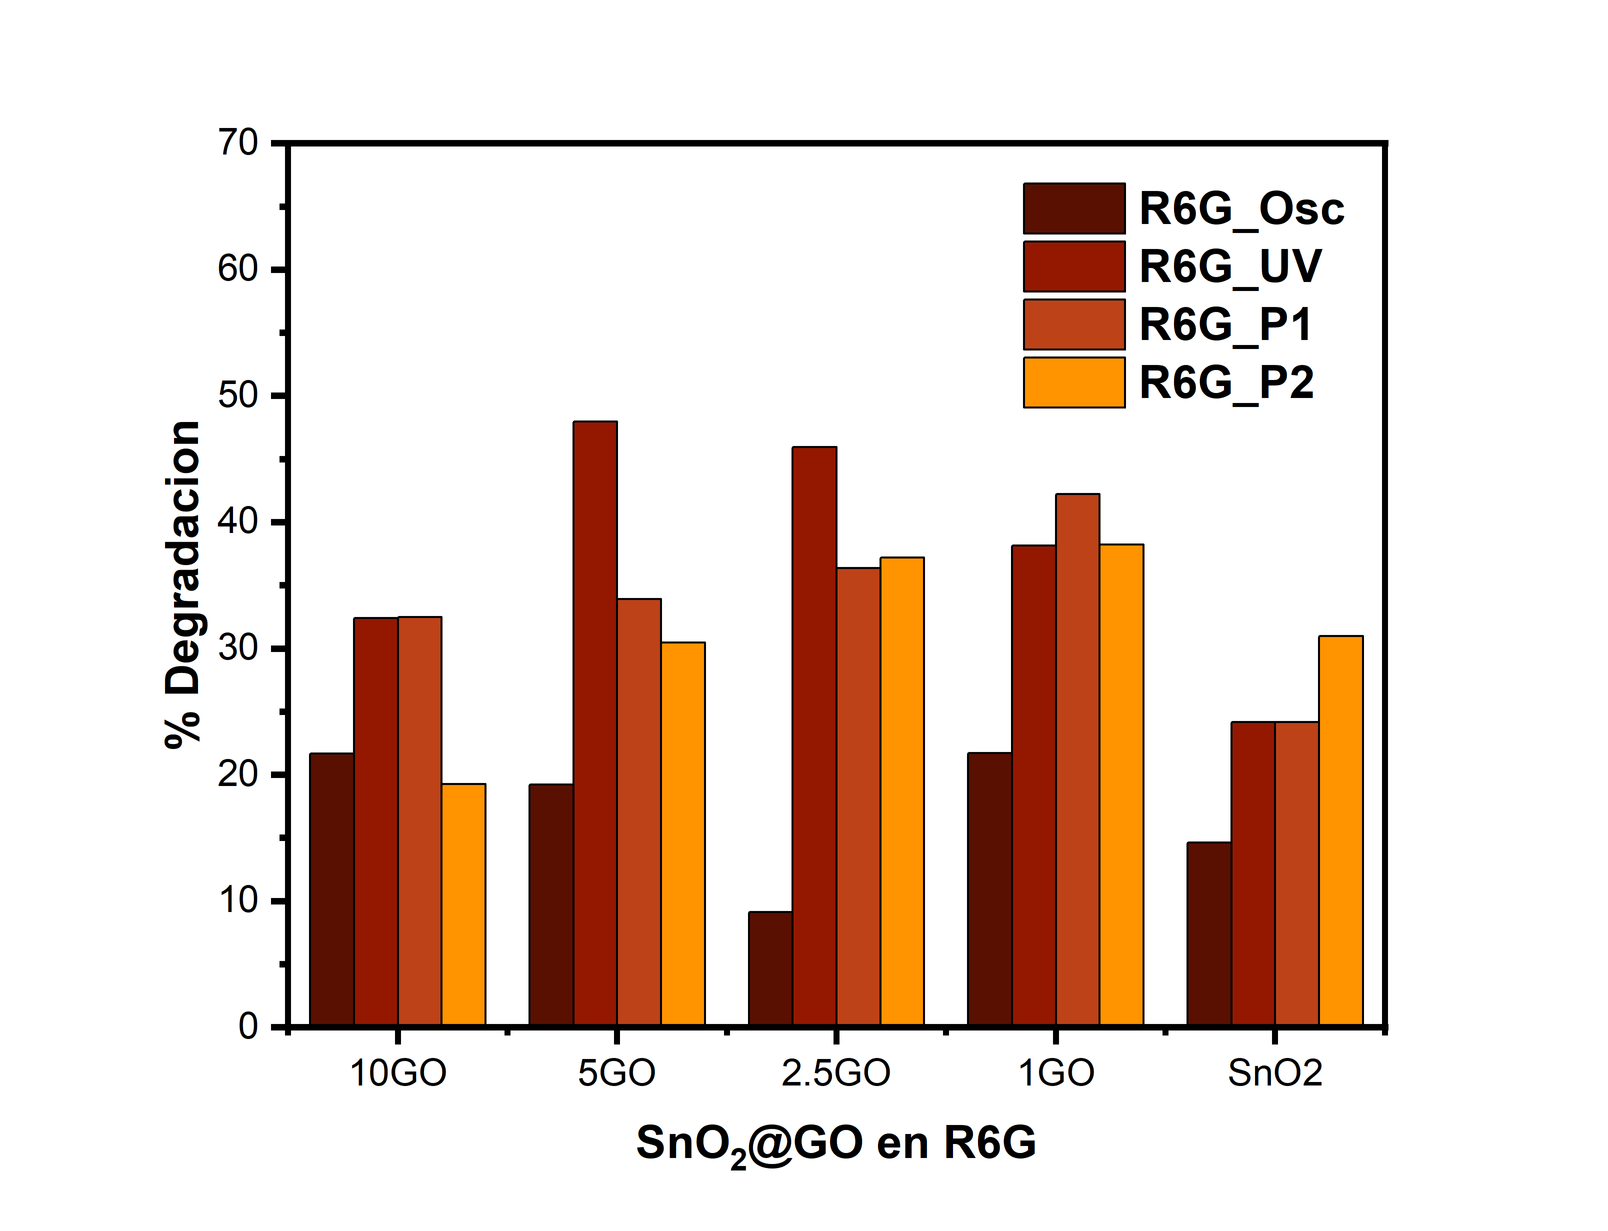 70
60
50
40
30
20
10
0
% Degradacion
R6G_Osc
R6G_UV
R6G_P1
R6G_P2
10GO 5GO 2.5GO 1GO SnO2
SnO₂@GO en R6G